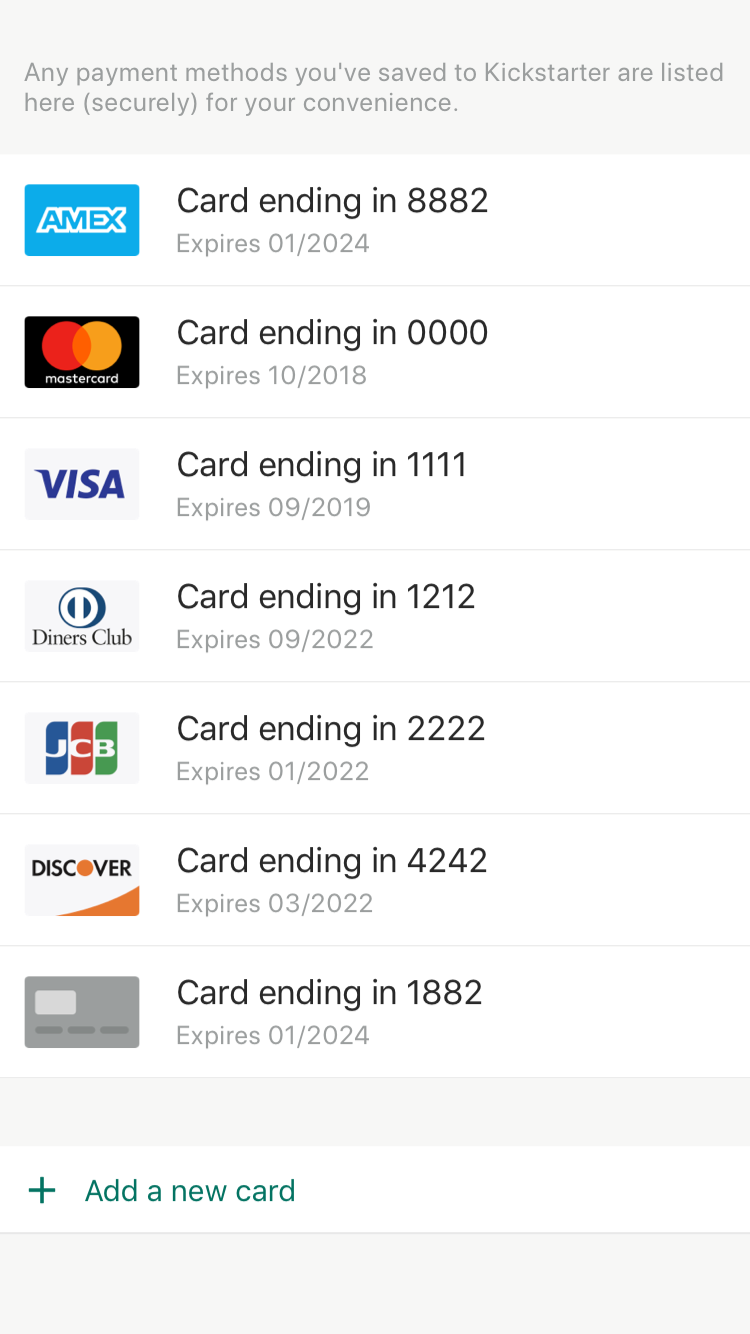 Any payment methods you've saved to Kickstarter are listed
here (securely) for your convenience.
AMEX
Card ending in 8882
Expires 01/2024
mastercard
Card ending in 0000
Expires 10/2018
VISA
Card ending in 1111
Expires 09/2019
Diners Club
Card ending in 1212
Expires 09/2022
JCB
Card ending in 2222
Expires 01/2022
DISCOVER
Card ending in 4242
Expires 03/2022
Card ending in 1882
Expires 01/2024
+ Add a new card